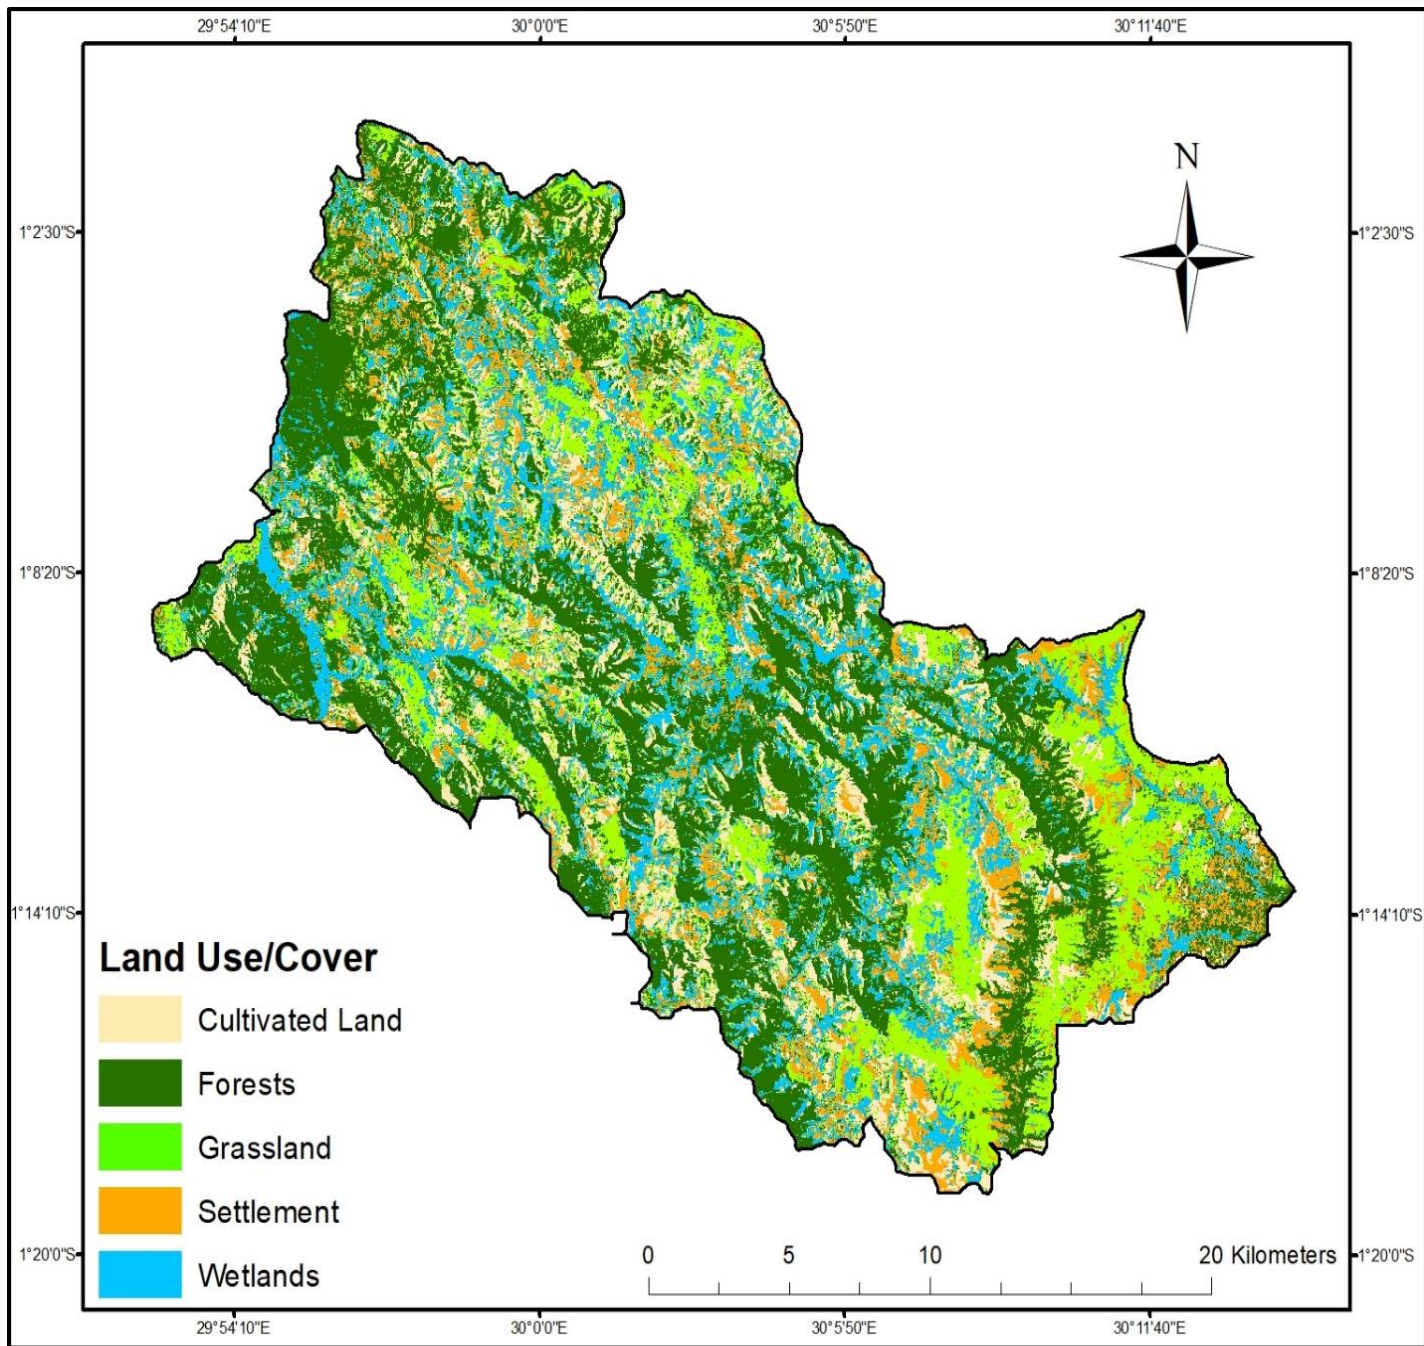 29°54'10"E 30°0'0"E 30°5'50"E 30°11'40"E
N
1°2'30"S 1°2'30"S
1°8'20"S 1°8'20"S
1°14'10"S 1°14'10"S
Land Use/Cover
Cultivated Land
Forests
Grassland
Settlement
Wetlands
0 5 10 20 Kilometers
1°20'0"S 1°20'0"S
29°54'10"E 30°0'0"E 30°5'50"E 30°11'40"E